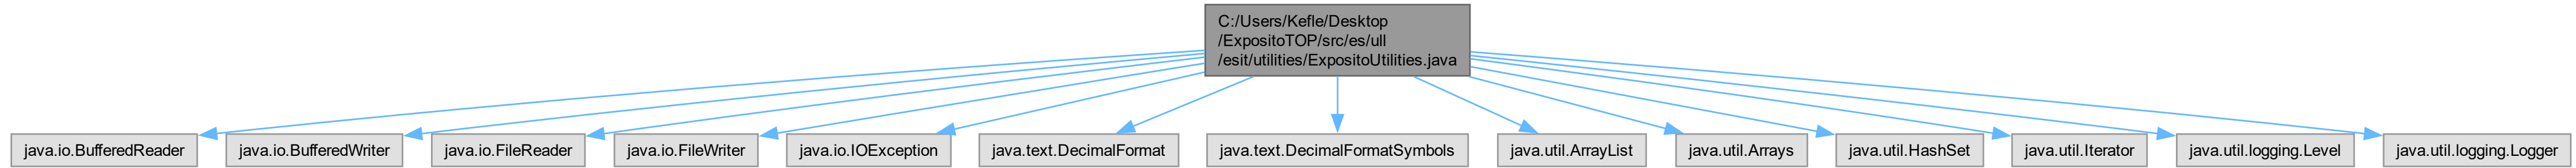 C:/Users/Kefle/Desktop
/ExpositoTOP/src/es/ull
/esit/utilities/ExpositoUtilities.java
java.io.BufferedReader
java.io.BufferedWriter
java.io.FileReader
java.io.FileWriter
java.io.IOException
java.text.DecimalFormat
java.text.DecimalFormatSymbols
java.util.ArrayList
java.util.Arrays
java.util.HashSet
java.util.Iterator
java.util.logging.Level
java.util.logging.Logger